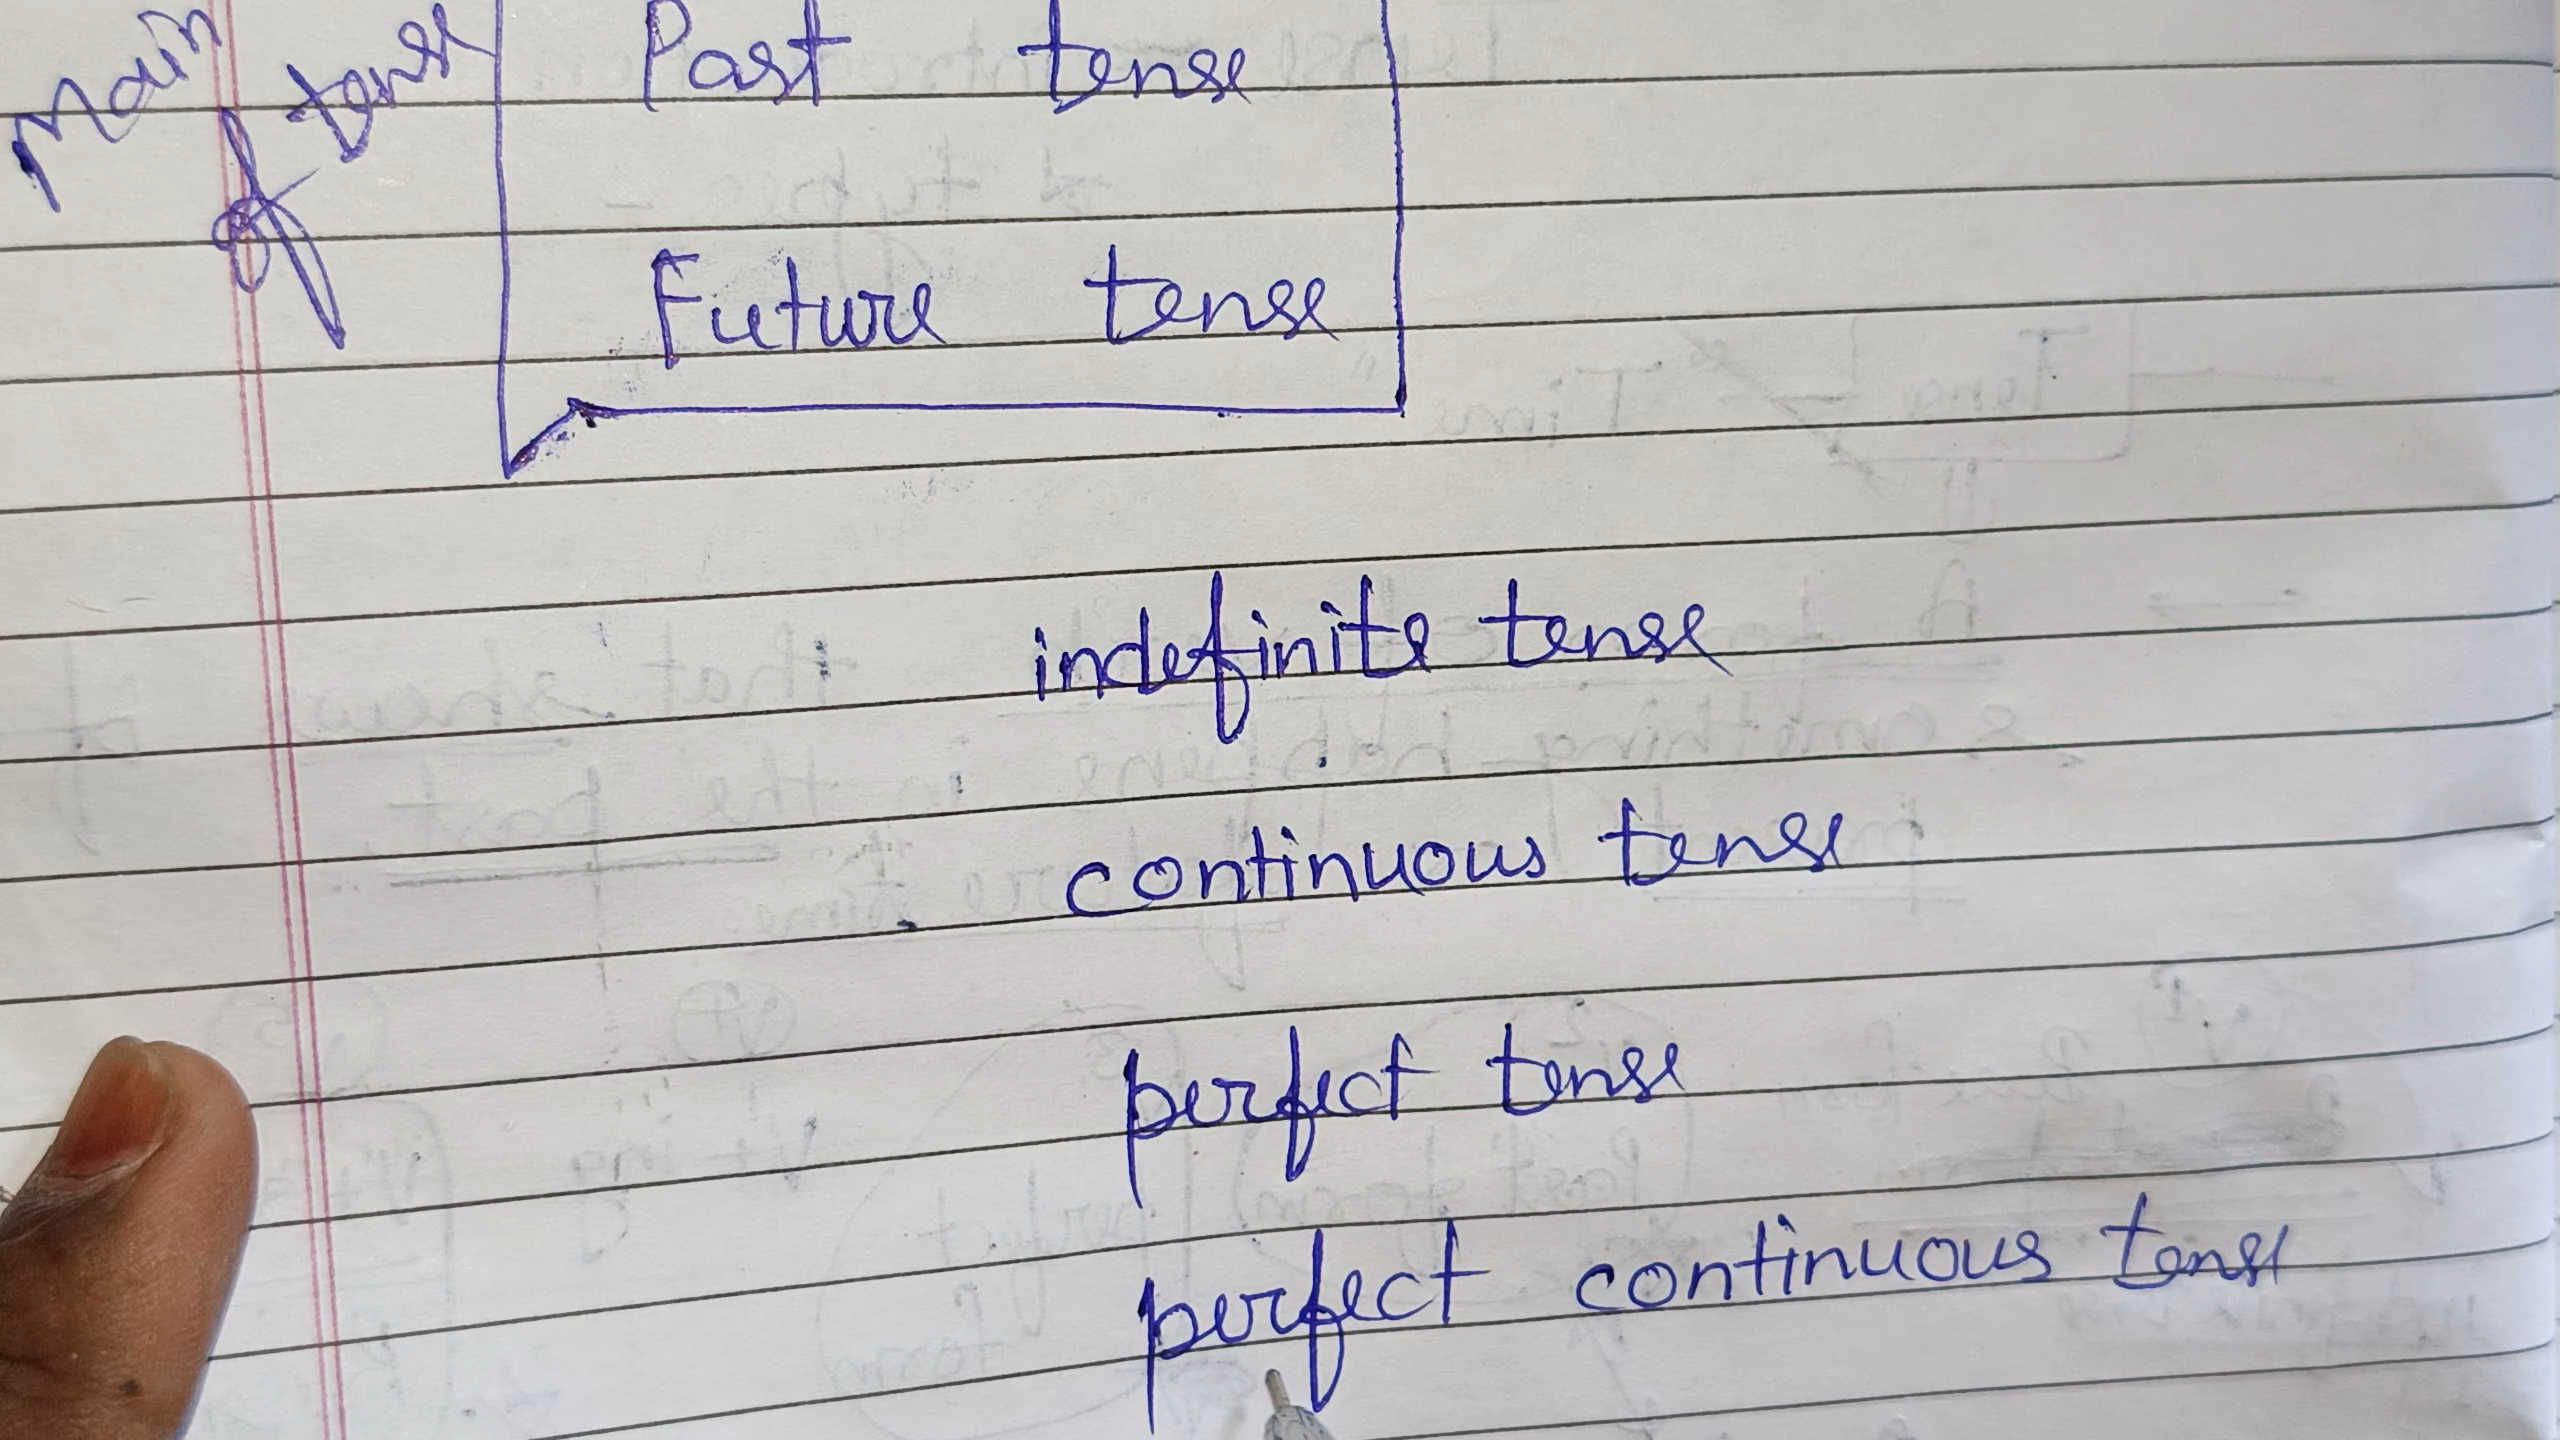 Main of tense
Past tense
Future tense
indefinite tense
continuous tense
perfect tense
perfect continuous tense